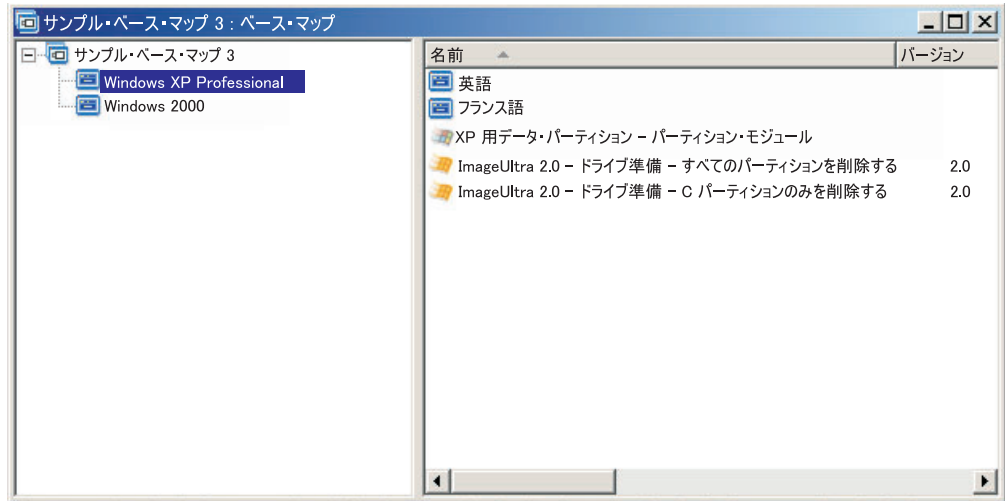 サンプル・ベース・マップ 3 : ベース・マップ
サンプル・ベース・マップ 3
Windows XP Professional
Windows 2000
名前 バージョン
英語
フランス語
XP 用データ・パーティション - パーティション・モジュール
ImageUltra 2.0 - ドライブ準備 - すべてのパーティションを削除する 2.0
ImageUltra 2.0 - ドライブ準備 - C パーティションのみを削除する 2.0